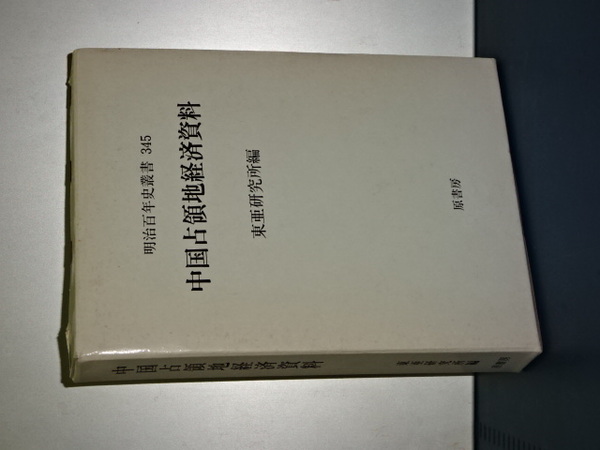 明治百年史叢書 345
中国占領地経済資料
東亜研究所編
原書房
中国占領地経済資料
東亜研究所編
原書房